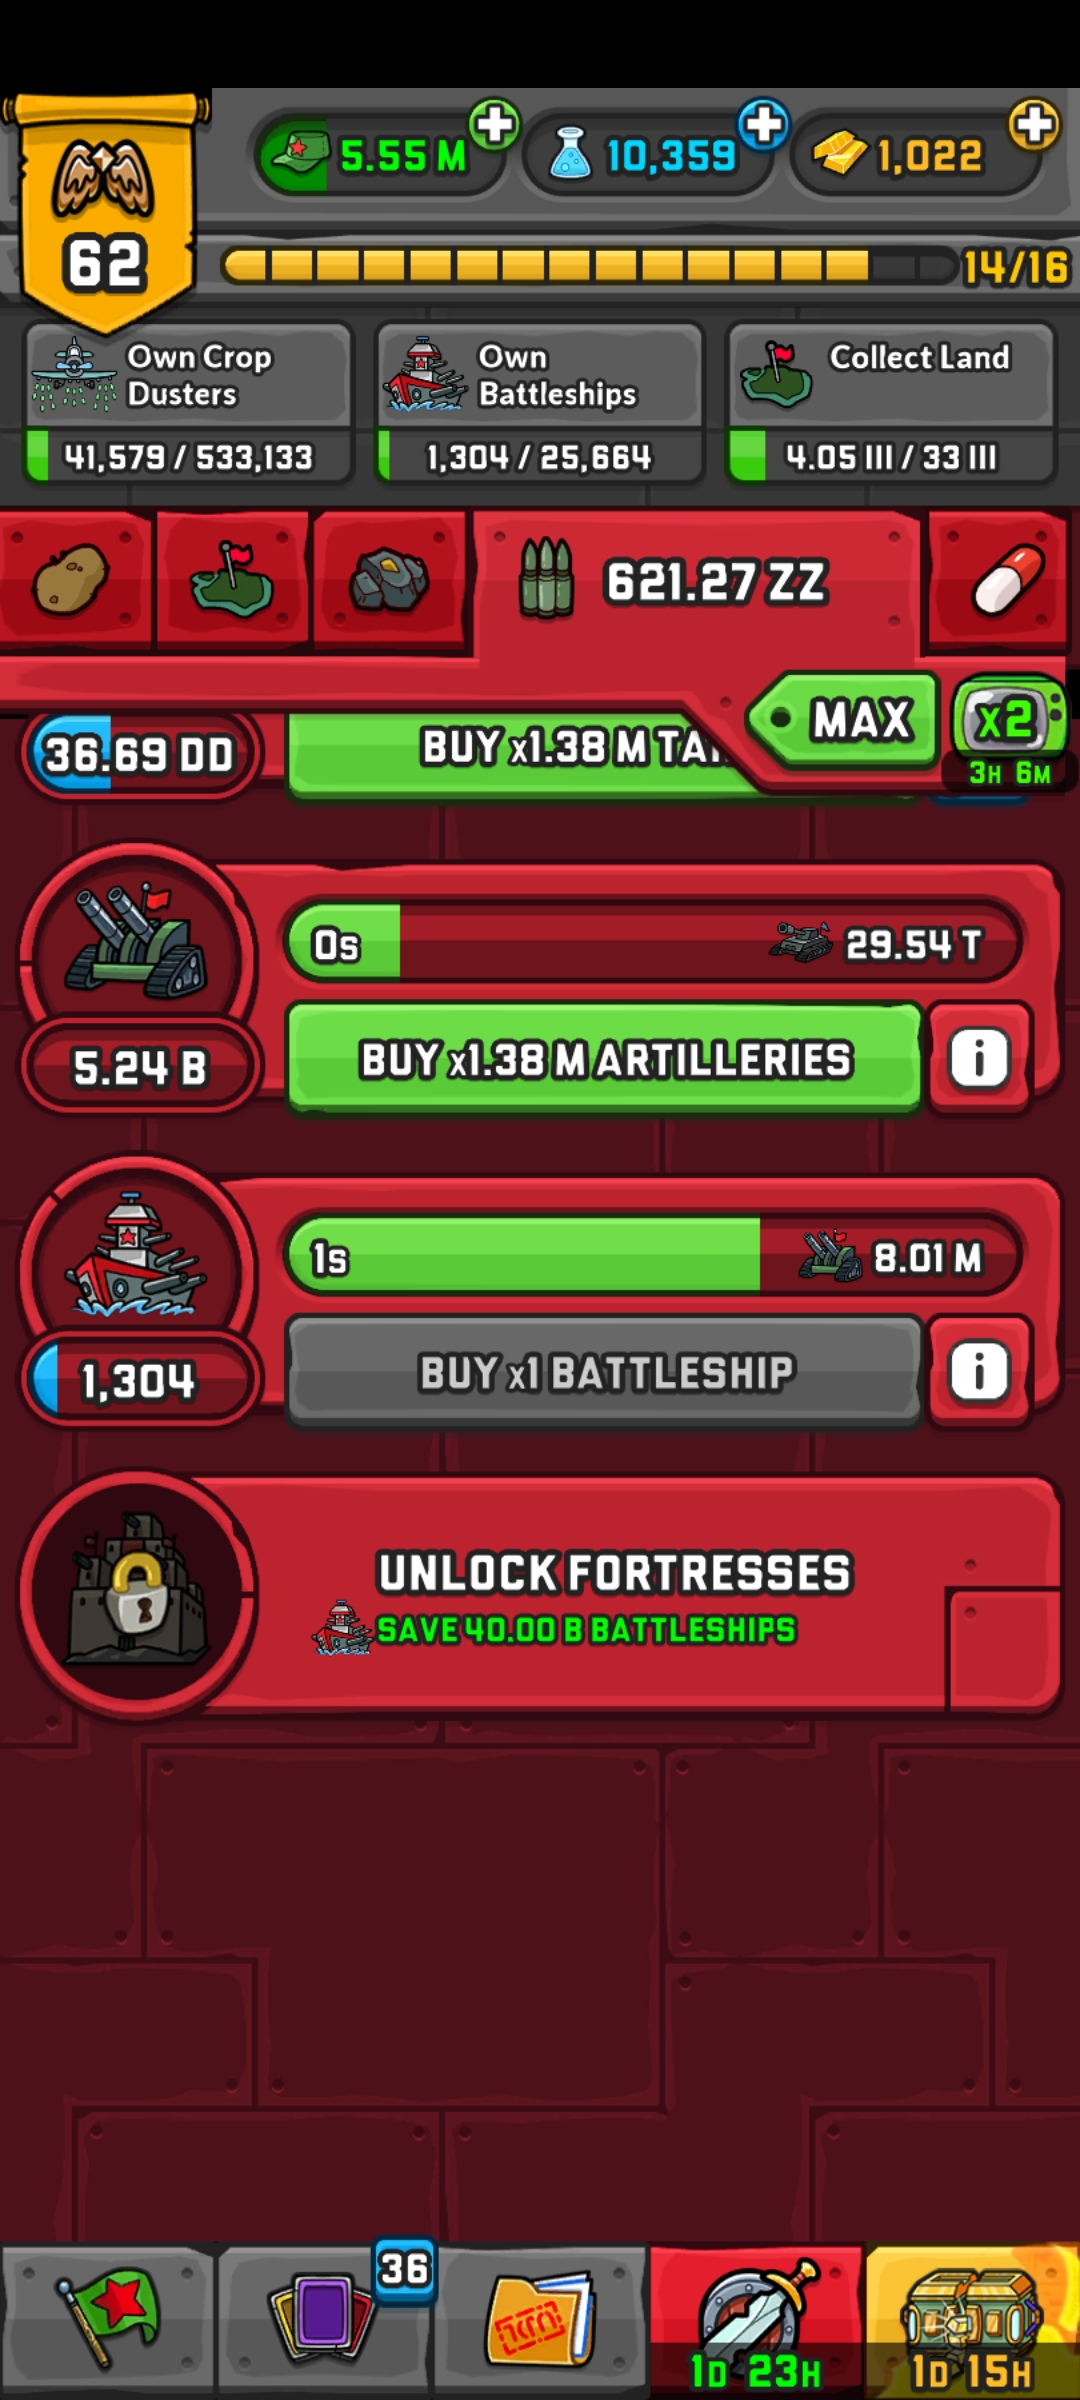 5.55 M
10,359
1,022
62
14/16
Own Crop
Dusters
Own
Battleships
Collect Land
41,579 / 533,133
1,304 / 25,664
4.05 III / 33 III
621.27 ZZ
MAX
x2
3H 6M
36.69 DD
BUY x1.38 M
0s
29.54 T
5.24 B
BUY x1.38 M ARTILLERIES
i
1s
8.01 M
1,304
BUY x1 BATTLESHIP
i
UNLOCK FORTRESSES
SAVE 40.00 B BATTLESHIPS
36
1D 23H
1D 15H